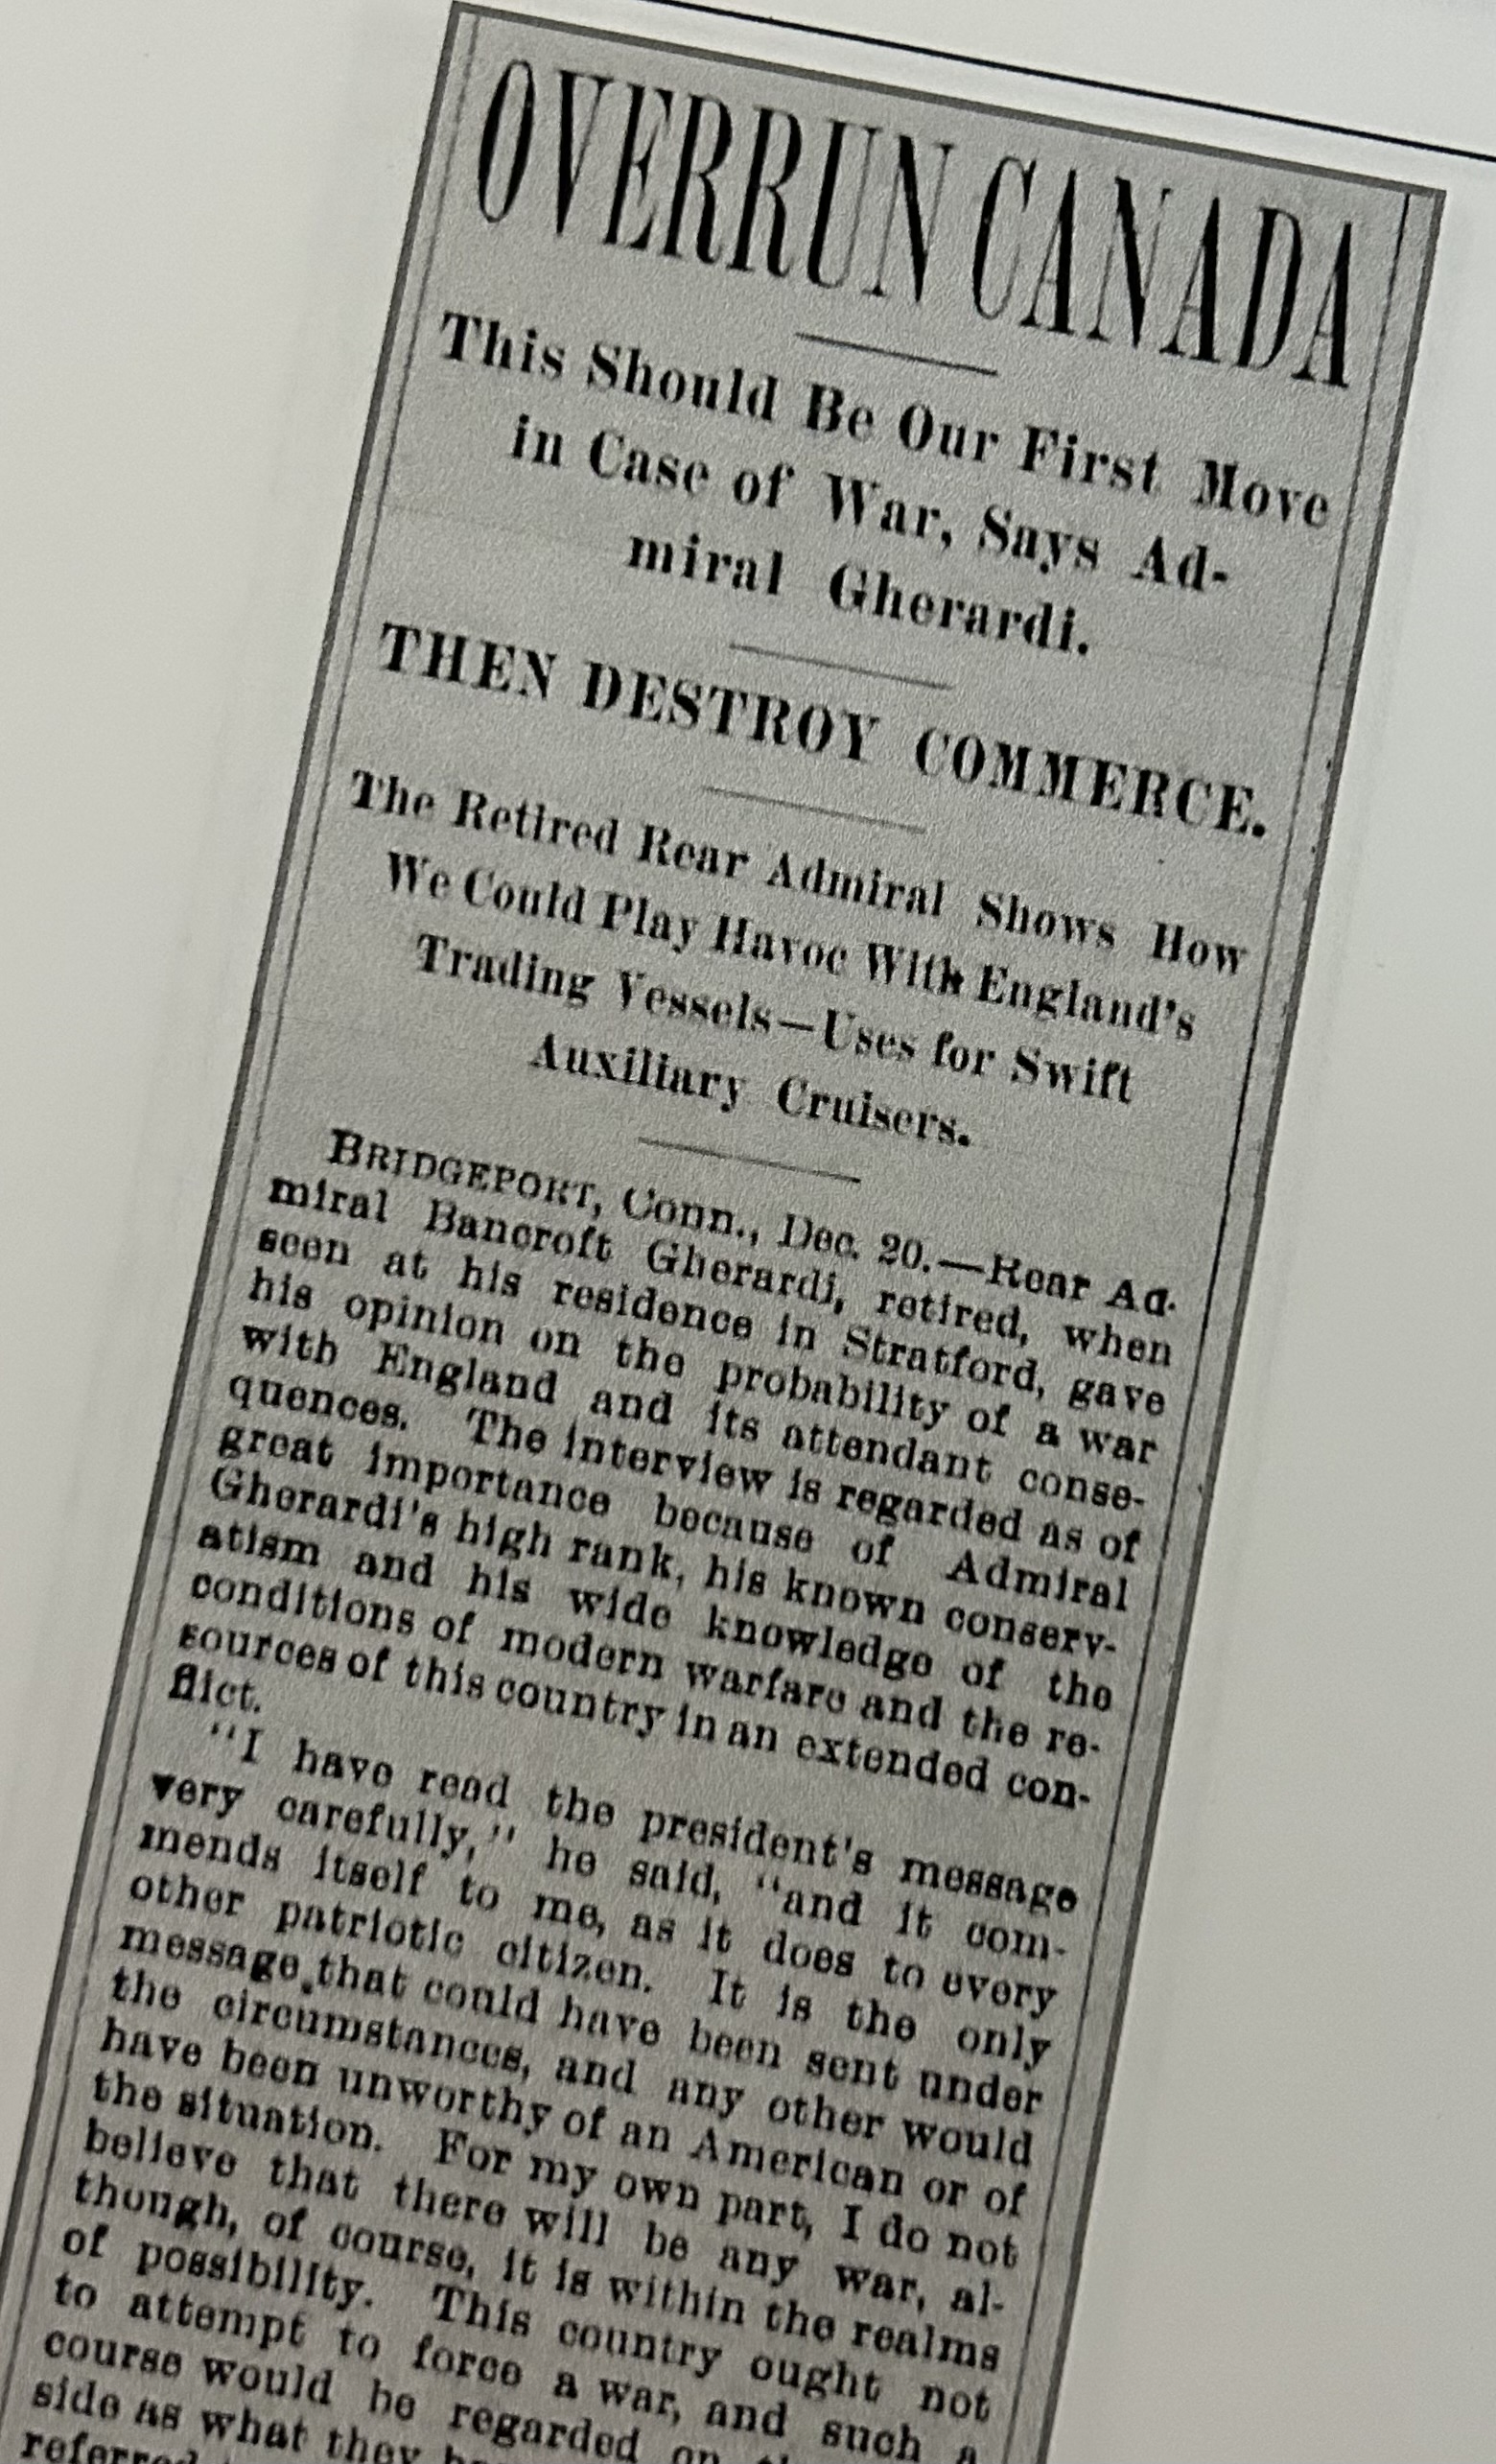 OVERRUN CANADA
This Should Be Our First Move
in Case of War, Says Ad-
miral Gherardi.
THEN DESTROY COMMERCE.
The Retired Rear Admiral Shows How
We Could Play Havoc With England's
Trading Vessels—Uses for Swift
Auxiliary Cruisers.
BRIDGEPORT, Conn., Dec. 20.—Rear Ad-
miral Bancroft Gherardi, retired, when
seen at his residence in Stratford, gave
his opinion on the probability of a war
with England and its attendant conse-
quences. The interview is regarded as of
great importance because of Admiral
Gherardi's high rank, his known conserv-
atism and his wide knowledge of the
conditions of modern warfare and the re-
sources of this country in an extended con-
flict.
"I have read the president's message
very carefully," he said, "and it com-
mends itself to me, as it does to every
other patriotic citizen. It is the only
message that could have been sent under
the circumstances, and any other would
have been unworthy of an American or of
the situation. For my own part, I do not
believe that there will be any war, al-
though, of course, it is within the realms
of possibility. This country ought not
to attempt to force a war, and such a
course would be regarded on
side as what they
referred